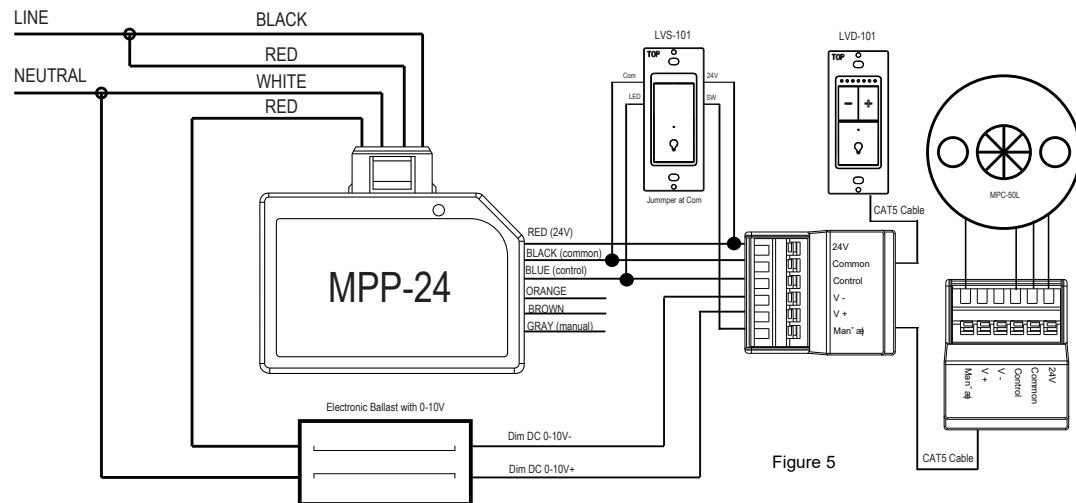 LINE
BLACK
RED
NEUTRAL
WHITE
RED
LVS-101
TOP
Com
24V
LED
SW
Jummper at Com
LVD-101
TOP
CAT5 Cable
MPC-50L
MPP-24
RED (24V)
BLACK (common)
BLUE (control)
ORANGE
BROWN
GRAY (manual)
24V
Common
Control
V -
V +
Electronic Ballast with 0-10V
Dim DC 0-10V-
Dim DC 0-10V+
V +
V -
Control
Common
24V
CAT5 Cable
Figure 5